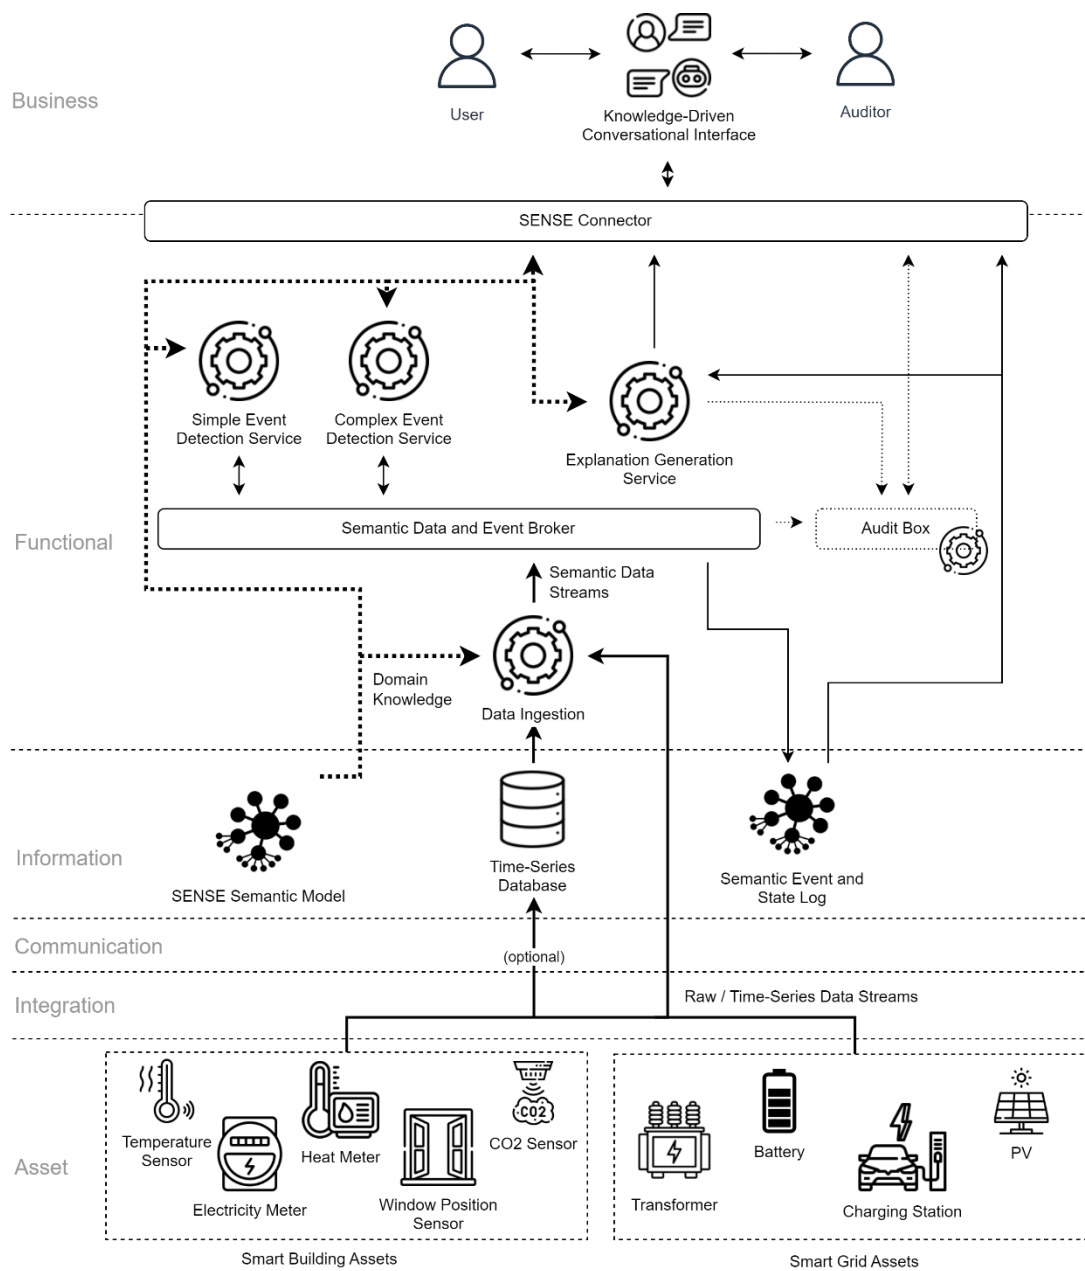 Business
User
Knowledge-Driven
Conversational Interface
Auditor
SENSE Connector
Simple Event
Detection Service
Complex Event
Detection Service
Explanation Generation
Service
Functional
Semantic Data and Event Broker
Audit Box
Semantic Data
Streams
Domain
Knowledge
Data Ingestion
Information
SENSE Semantic Model
Time-Series
Database
Semantic Event and
State Log
Communication
(optional)
Integration
Raw / Time-Series Data Streams
Asset
Temperature
Sensor
Electricity Meter
Heat Meter
Window Position
Sensor
CO2
CO2 Sensor
Transformer
Battery
Charging Station
PV
Smart Building Assets
Smart Grid Assets